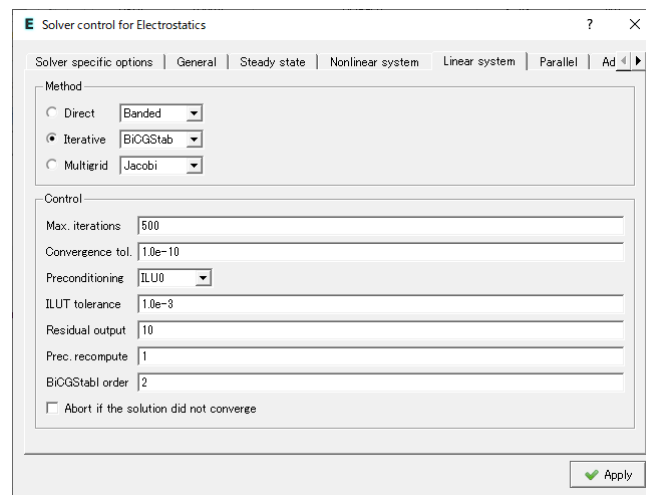 E Solver control for Electrostatics ? ×
Solver specific options General Steady state Nonlinear system Linear system Parallel Ad
Method
Direct Banded
Iterative BiCGStab
Multigrid Jacobi
Control
Max. iterations 500
Convergence tol. 1.0e-10
Preconditioning ILU0
ILUT tolerance 1.0e-3
Residual output 10
Prec. recompute 1
BiCGStabl order 2
Abort if the solution did not converge
Apply